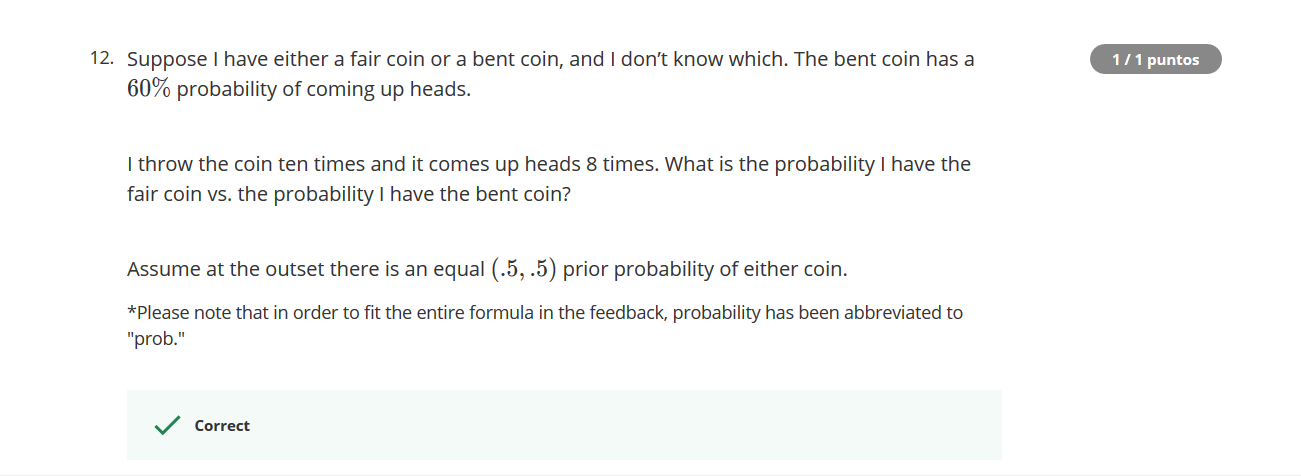 12. Suppose I have either a fair coin or a bent coin, and I don’t know which. The bent coin has a
1 / 1 puntos
60% probability of coming up heads.
I throw the coin ten times and it comes up heads 8 times. What is the probability I have the
fair coin vs. the probability I have the bent coin?
Assume at the outset there is an equal (.5, .5) prior probability of either coin.
*Please note that in order to fit the entire formula in the feedback, probability has been abbreviated to
"prob."
Correct